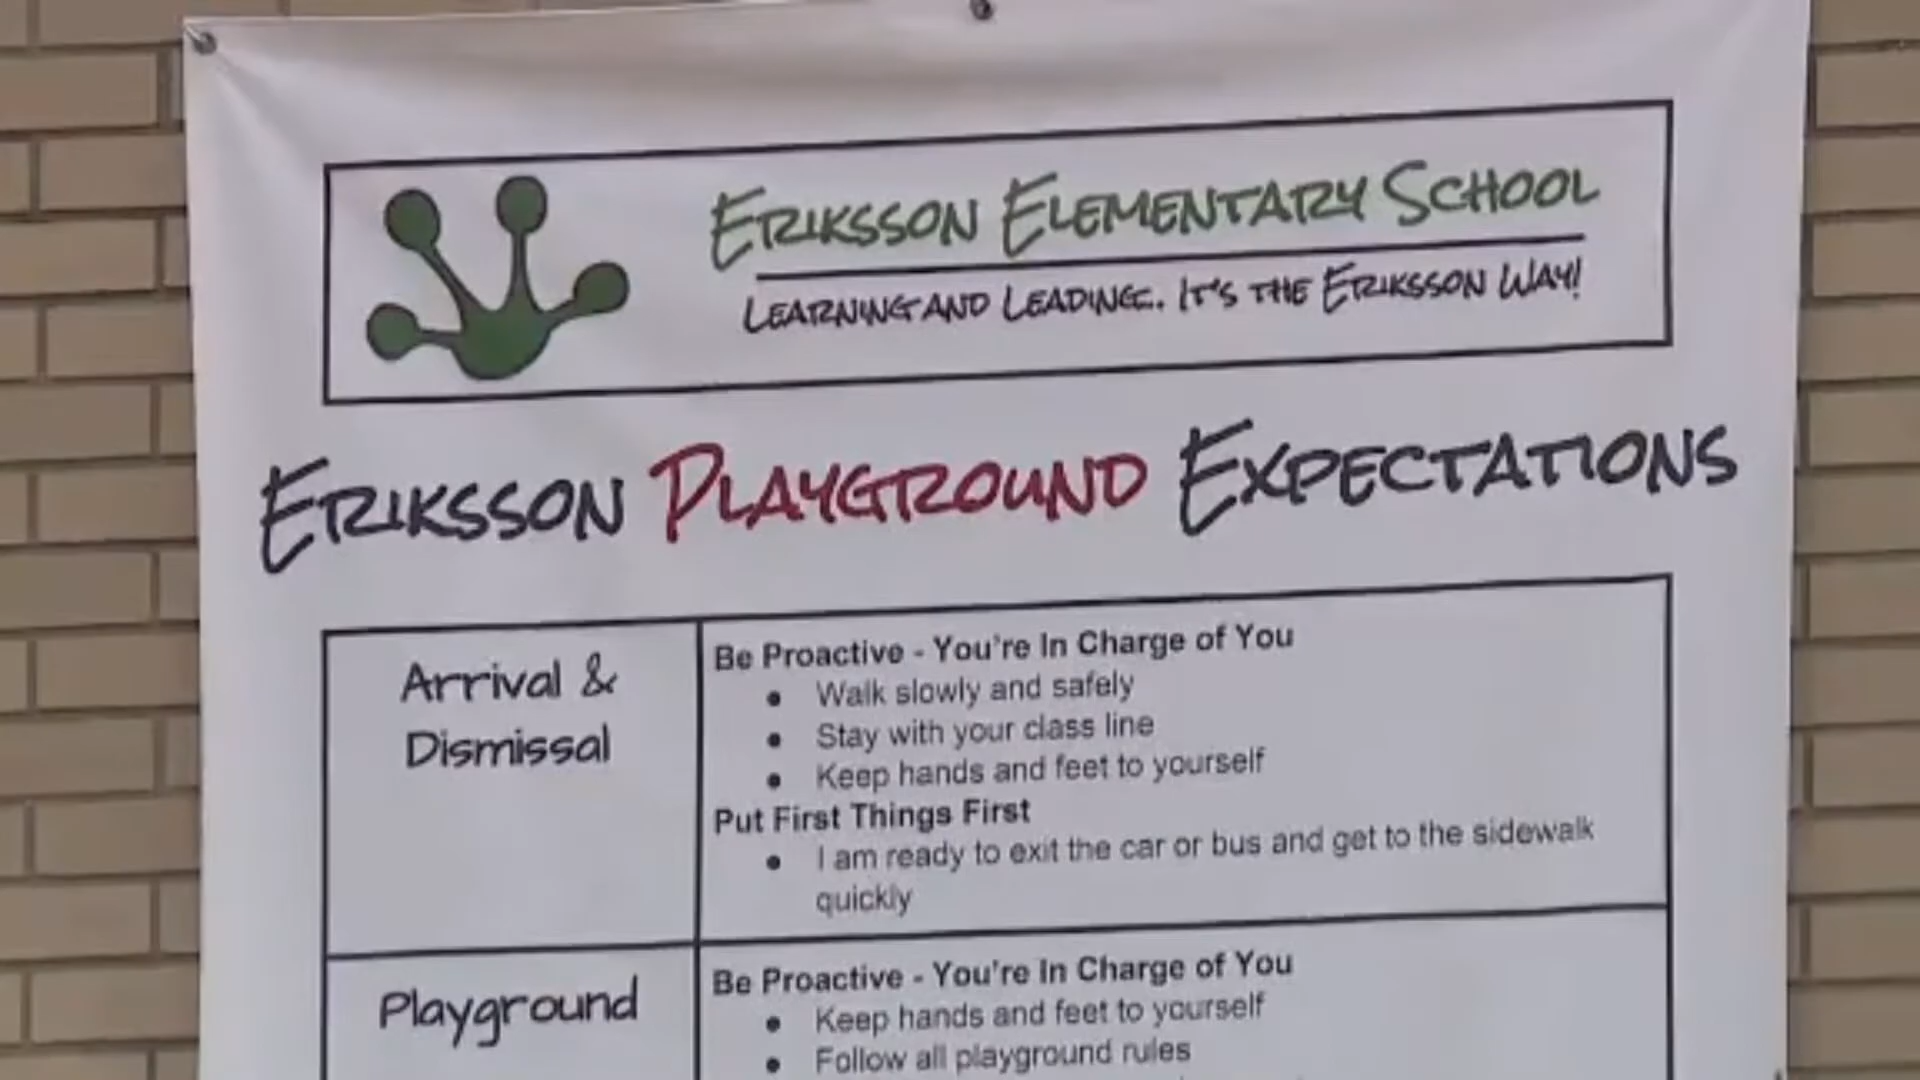 ERIKSSON ELEMENTARY SCHOOL
LEARNING AND LEADING. IT'S THE ERIKSSON WAY!
ERIKSSON PLAYGROUND EXPECTATIONS
Arrival &
Dismissal
Be Proactive - You're In Charge of You
• Walk slowly and safely
• Stay with your class line
• Keep hands and feet to yourself
Put First Things First
• I am ready to exit the car or bus and get to the sidewalk
quickly
Playground
Be Proactive - You're In Charge of You
• Keep hands and feet to yourself
• Follow all playground rules